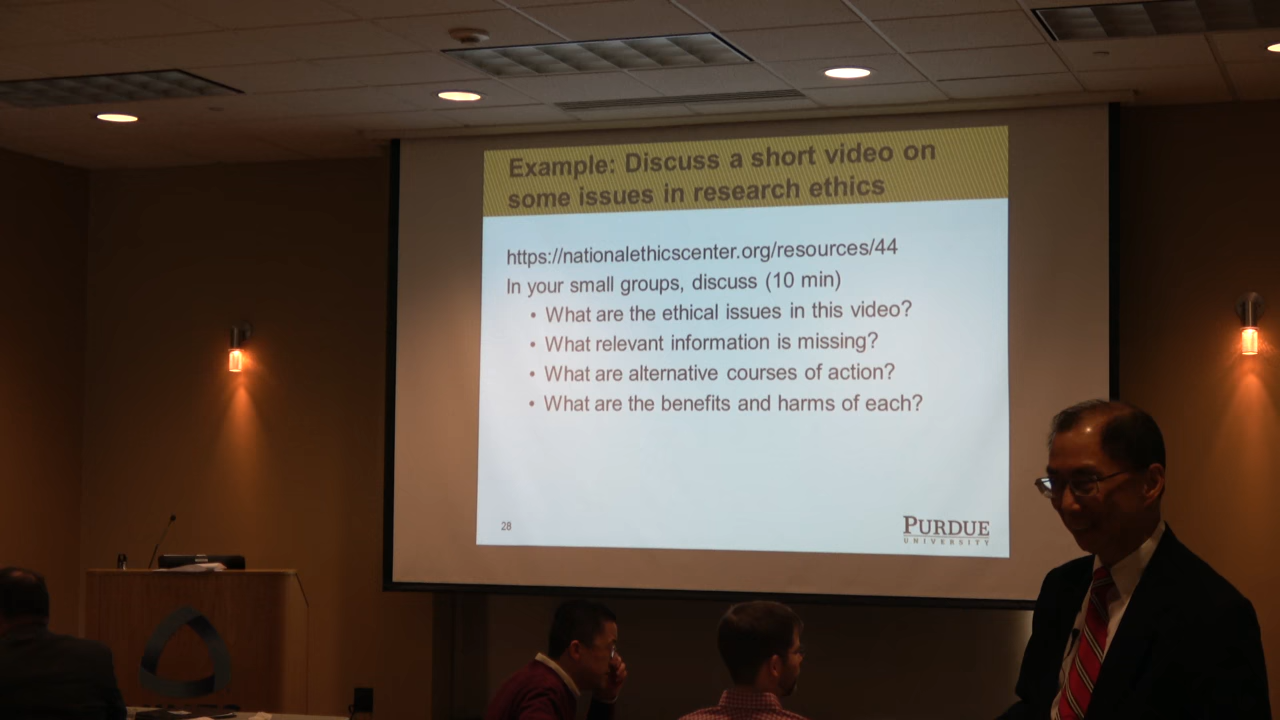 Example: Discuss a short video on
some issues in research ethics
https://nationalethicscenter.org/resources/44
In your small groups, discuss (10 min)
• What are the ethical issues in this video?
• What relevant information is missing?
• What are alternative courses of action?
• What are the benefits and harms of each?
28
PURDUE
UNIVERSITY